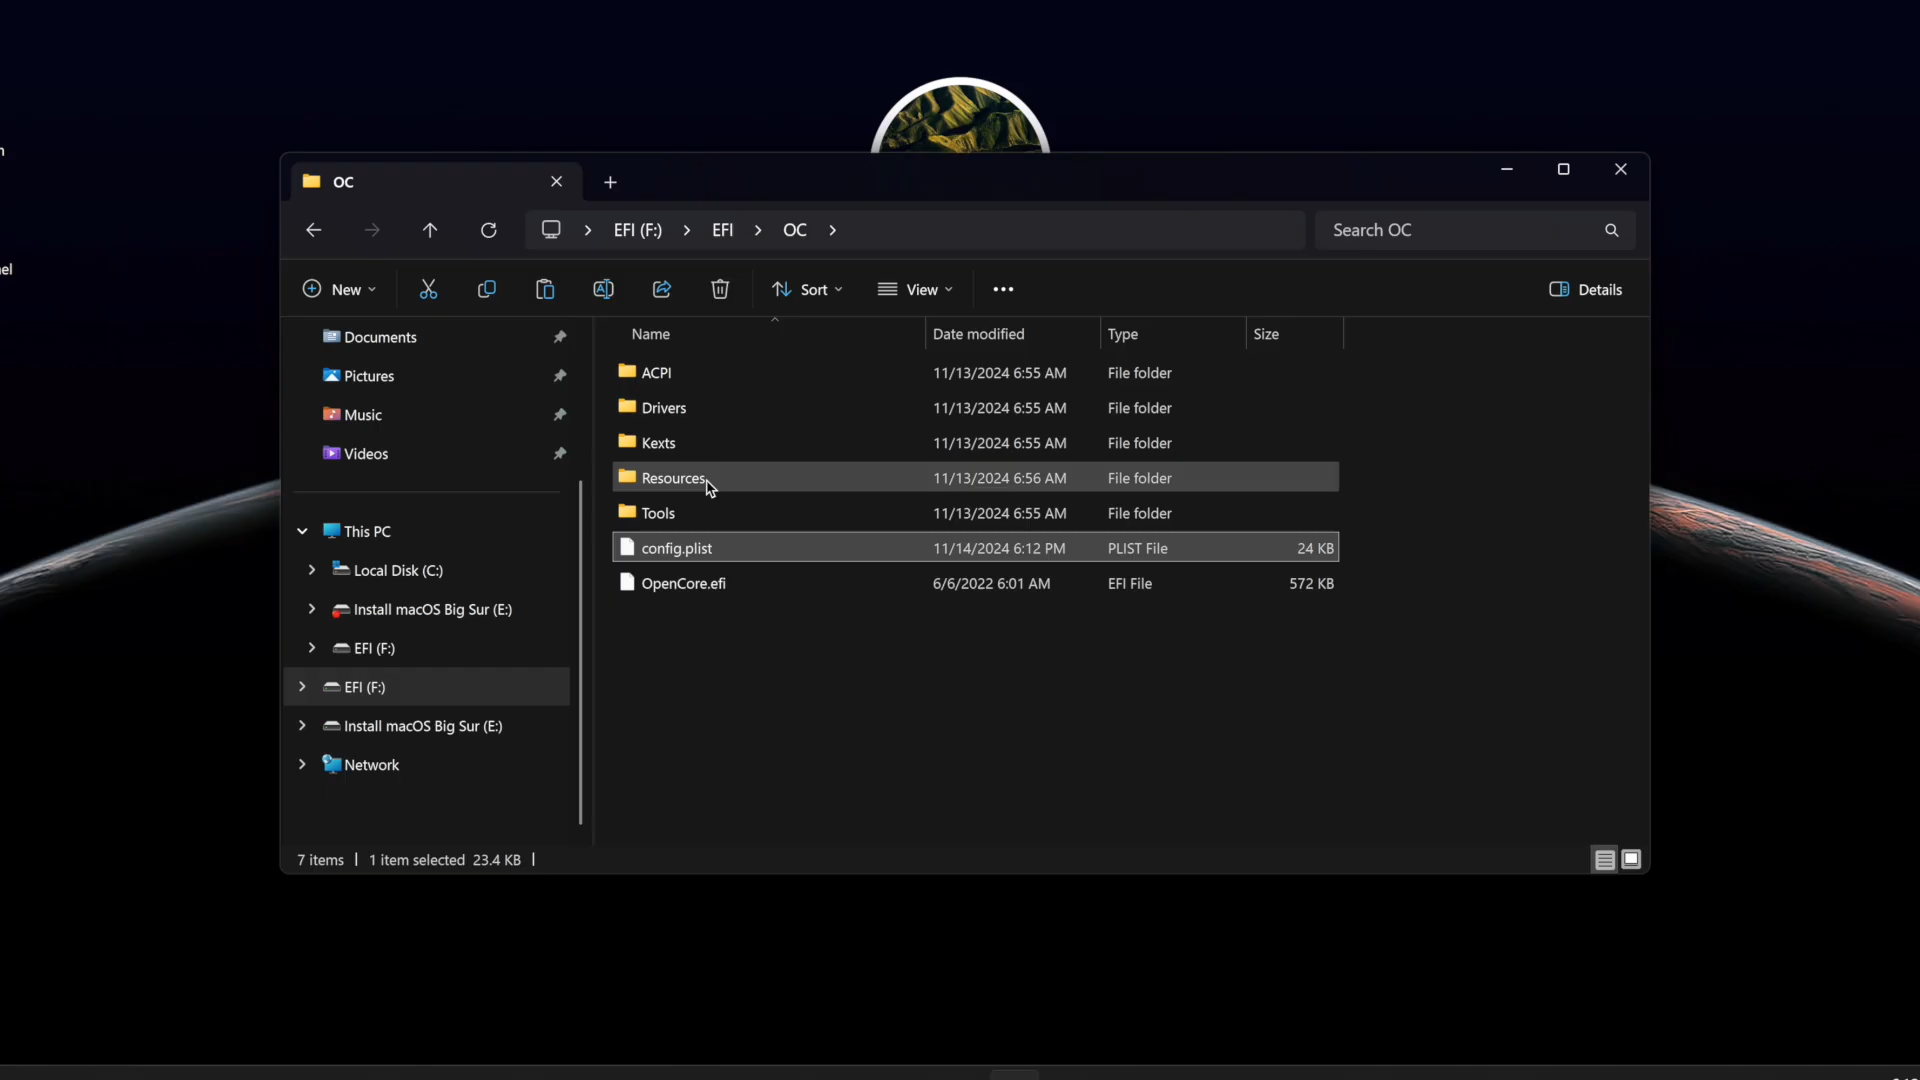 OC
EFI (F:) EFI OC
Search OC
New
Sort
View
Details
Name Date modified Type Size
Documents
Pictures
Music
Videos
This PC
Local Disk (C:)
Install macOS Big Sur (E:)
EFI (F:)
EFI (F:)
Install macOS Big Sur (E:)
Network
ACPI 11/13/2024 6:55 AM File folder
Drivers 11/13/2024 6:55 AM File folder
Kexts 11/13/2024 6:55 AM File folder
Resources 11/13/2024 6:56 AM File folder
Tools 11/13/2024 6:55 AM File folder
config.plist 11/14/2024 6:12 PM PLIST File 24 KB
OpenCore.efi 6/6/2022 6:01 AM EFI File 572 KB
7 items | 1 item selected 23.4 KB |